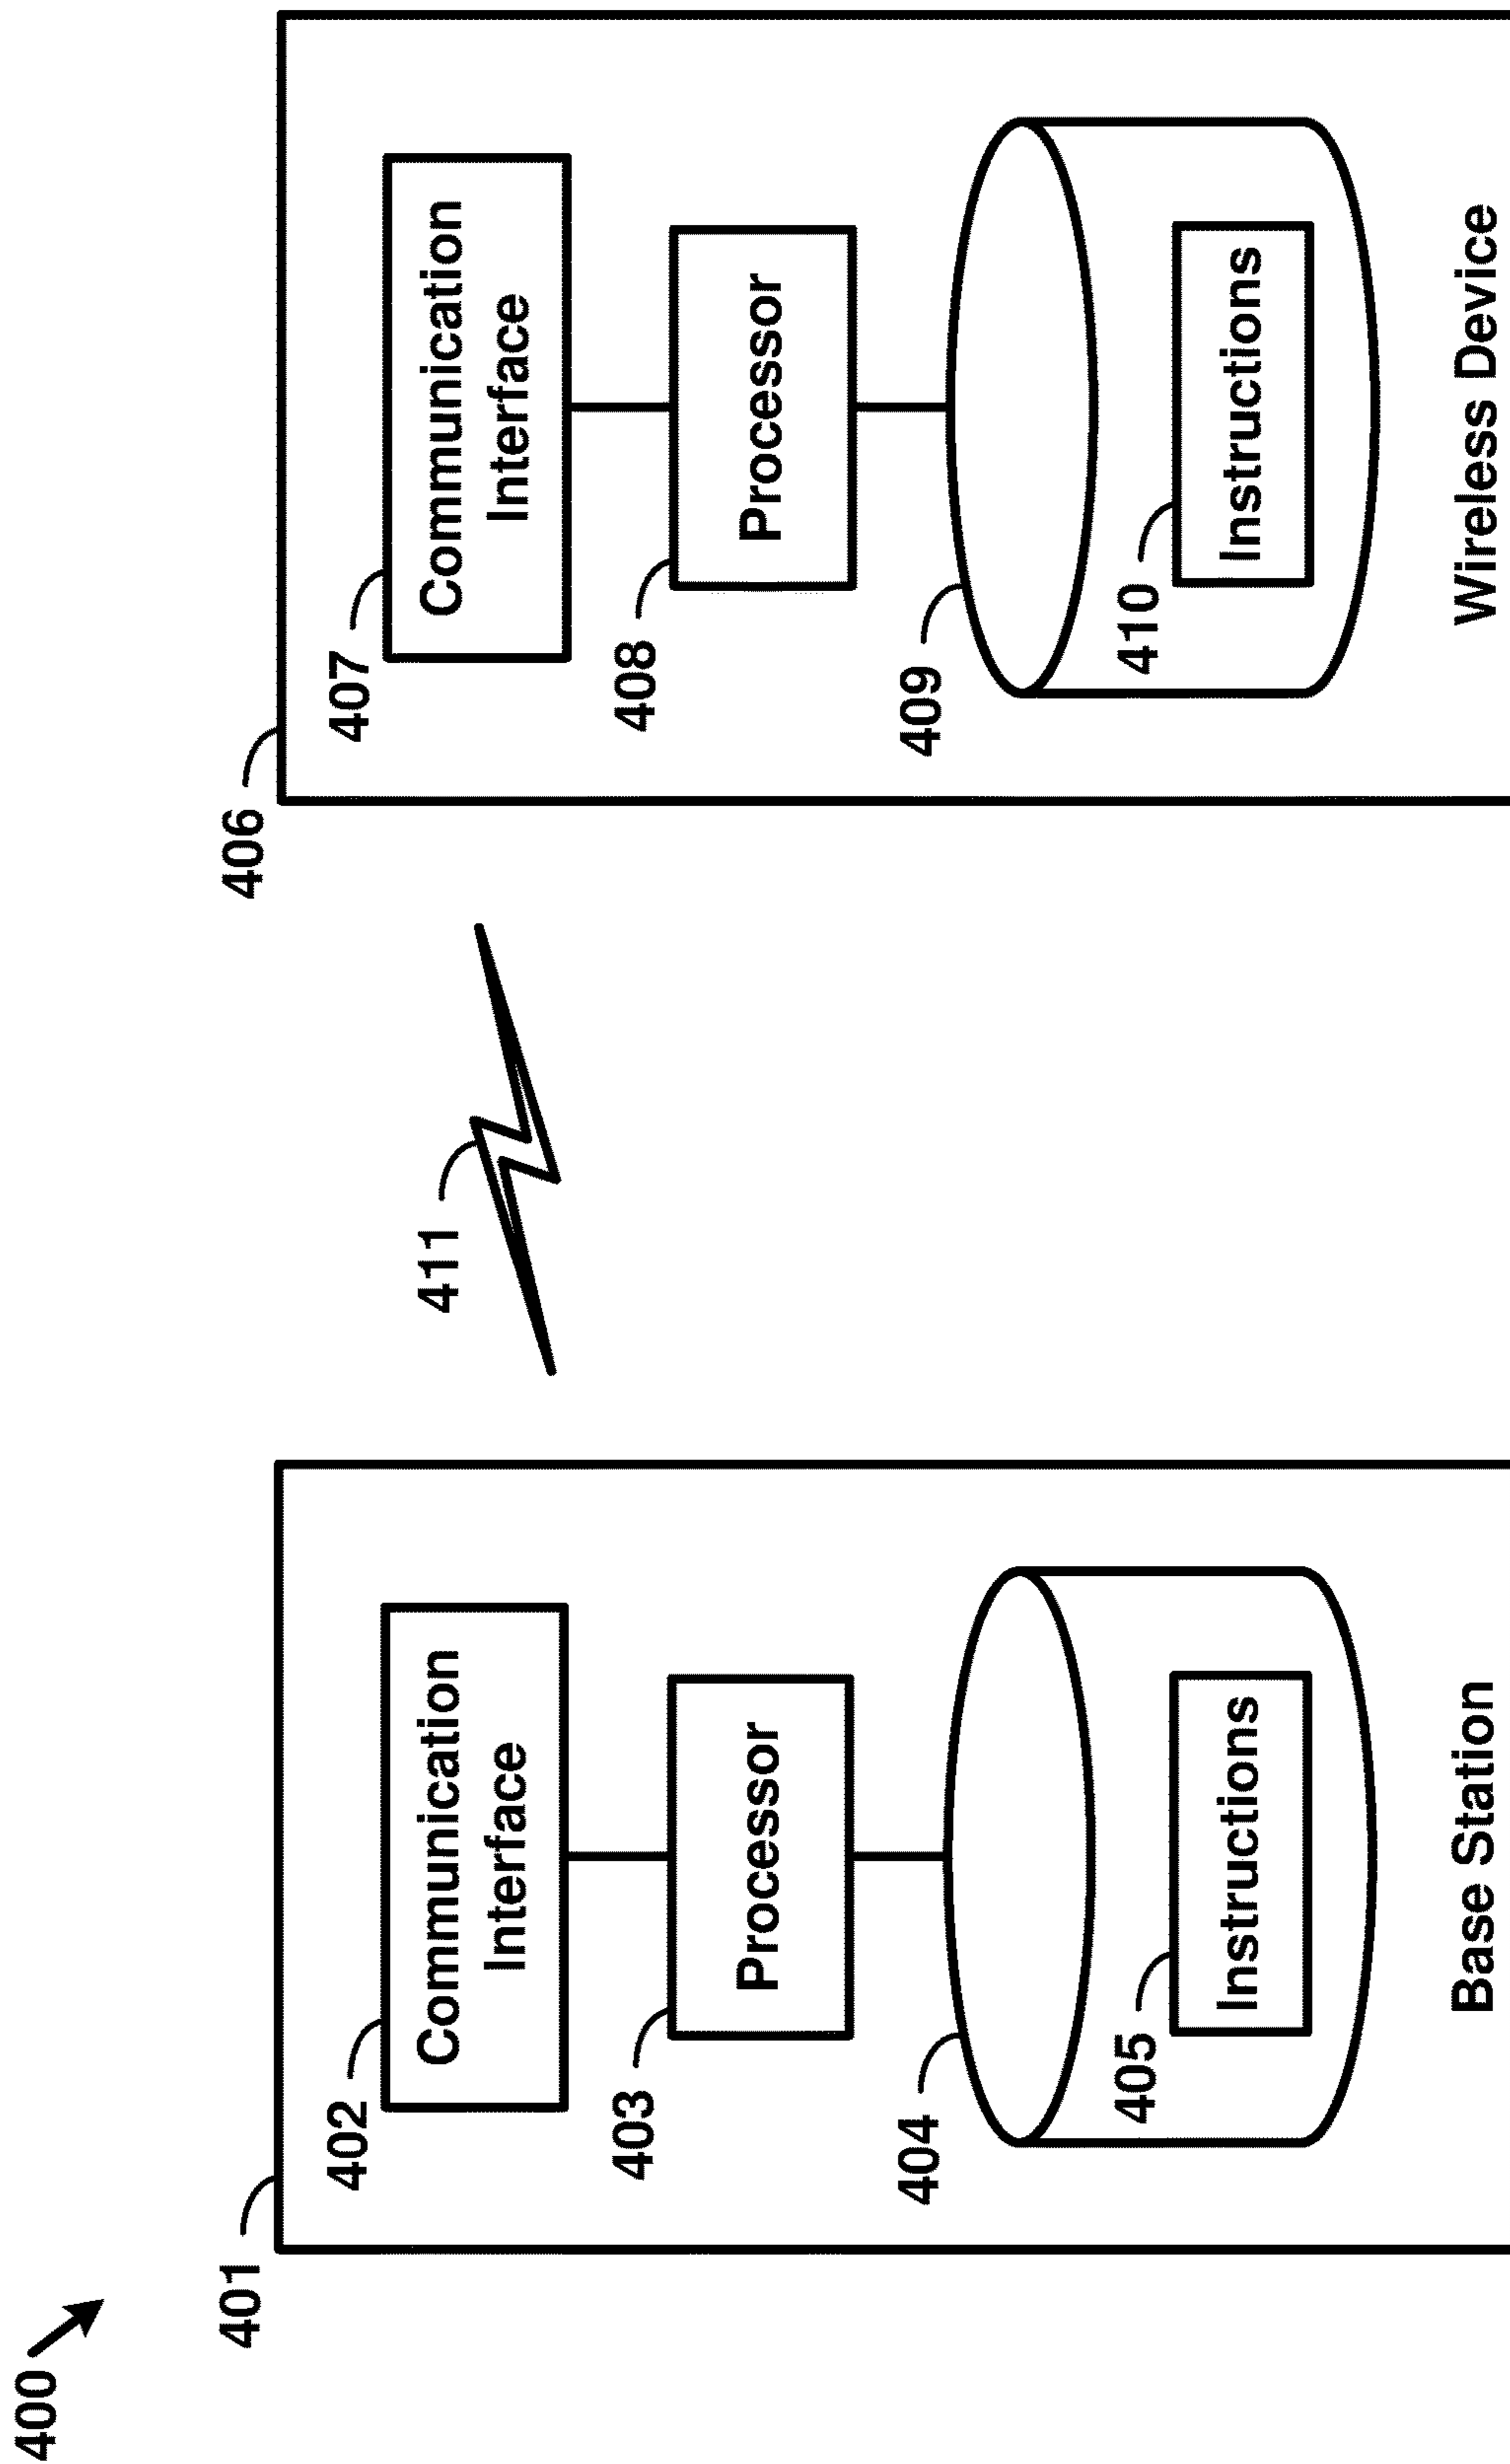 400
401
402
Communication
Interface
403
Processor
404
405
Instructions
Base Station
411
406
407
Communication
Interface
408
Processor
409
410
Instructions
Wireless Device